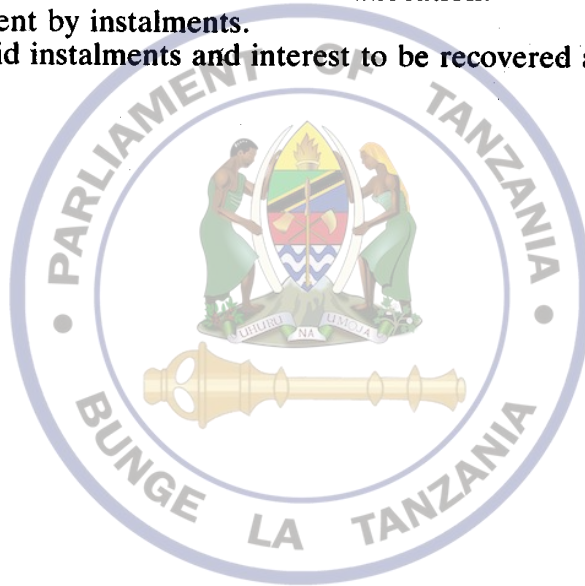 ent by instalments.
id instalments and interest to be recovered a
PARLIAMENT OF TANZANIA
UHURU NA UMOJA
BUNGE LA TANZANIA